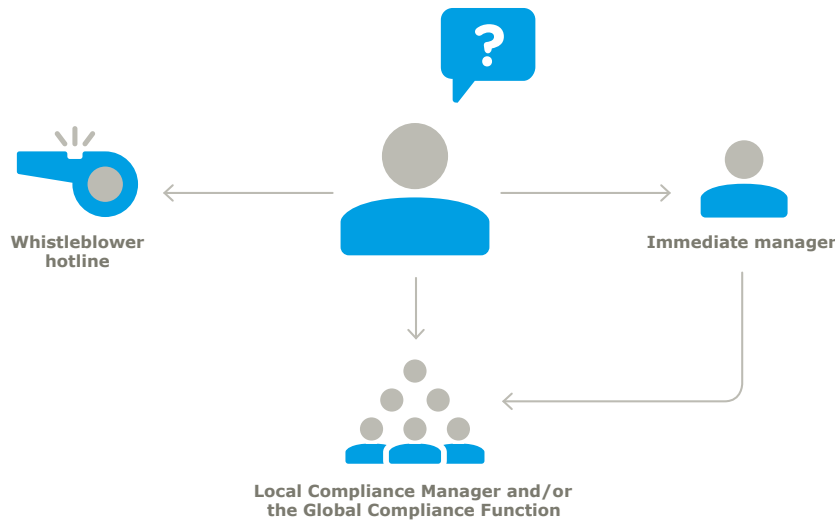 ?
Whistleblower
hotline
Immediate manager
Local Compliance Manager and/or
the Global Compliance Function